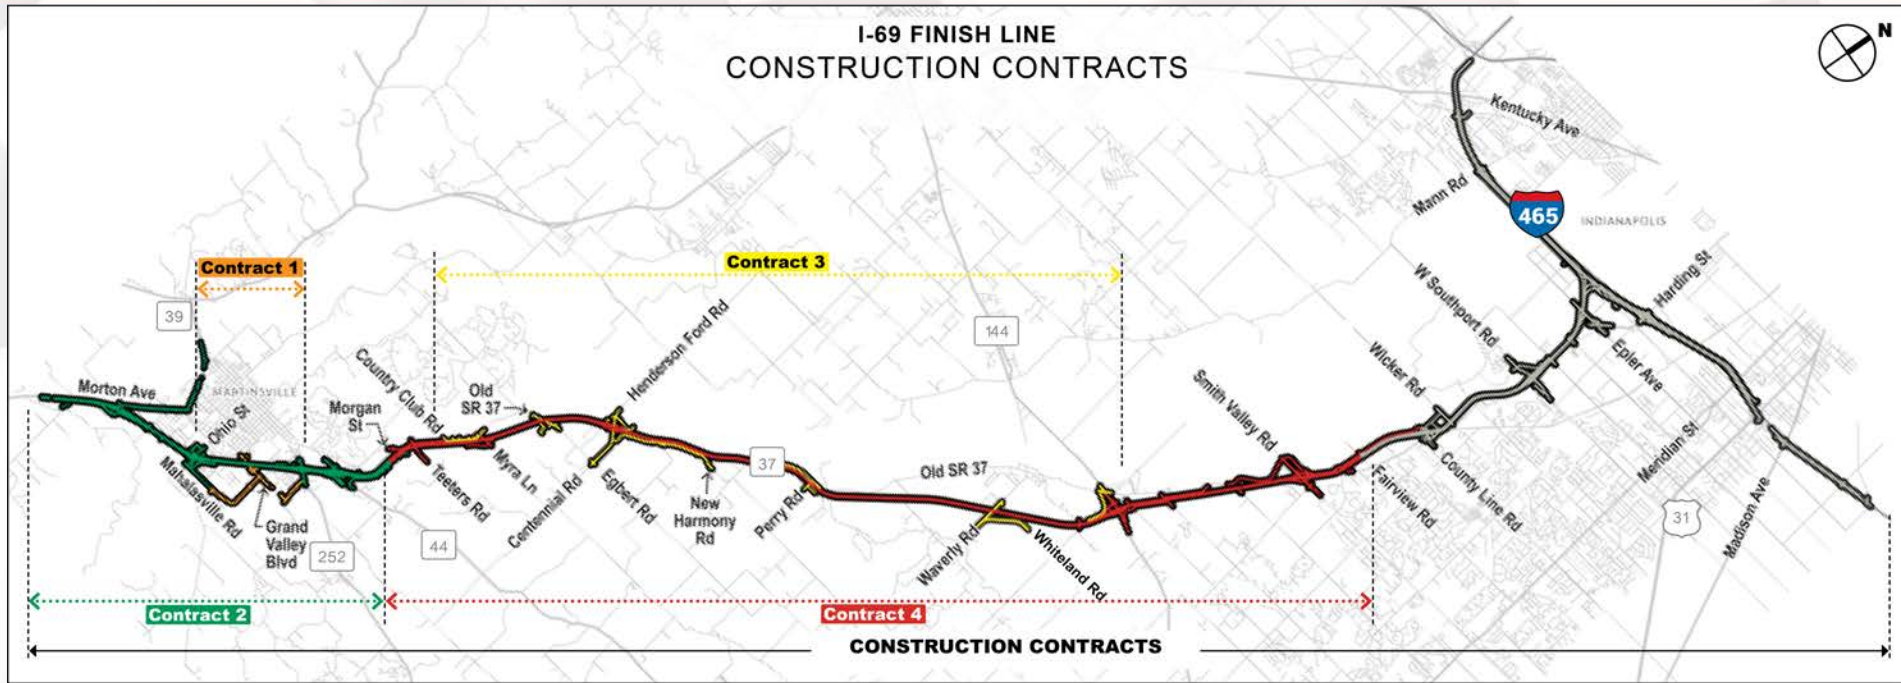 I-69 FINISH LINE
CONSTRUCTION CONTRACTS
N
Kentucky Ave
Mann Rd
465
INDIANAPOLIS
Contract 1
Contract 3
39
144
Harding St
W Southport Rd
Epler Ave
Wicker Rd
Smith Valley Rd
Henderson Ford Rd
Country Club Rd
Old
SR 37
Morgan
St
Morton Ave
MARTINSVILLE
Ohio St
Mahalasville Rd
Grand
Valley
Blvd
252
44
Teeters Rd
Myra Ln
Centennial Rd
Egbert Rd
New
Harmony
Rd
37
Perry Rd
Old SR 37
Waverly Rd
Whiteland Rd
Fairview Rd
County Line Rd
Meridian St
31
Madison Ave
Contract 2
Contract 4
CONSTRUCTION CONTRACTS